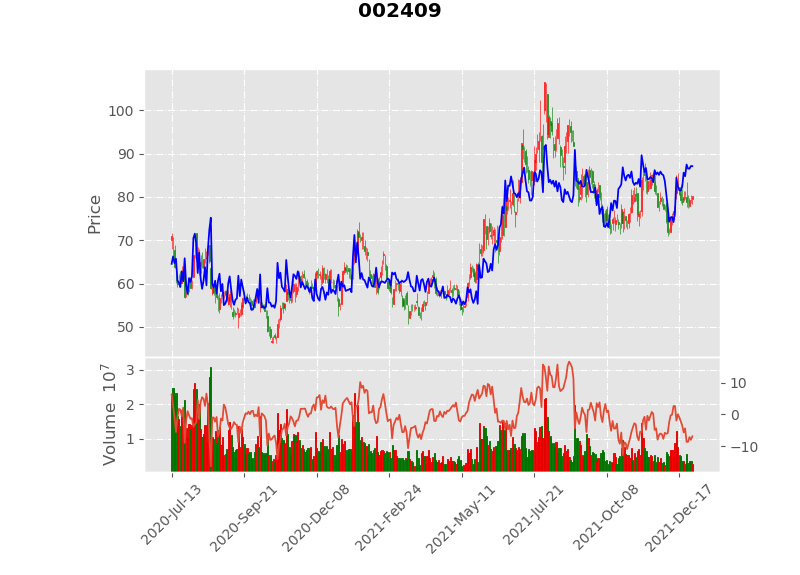 002409
100
90
80
70
60
50
Price
3
2
1
Volume 10^7
10
0
−10
2020-Jul-13
2020-Sep-21
2020-Dec-08
2021-Feb-24
2021-May-11
2021-Jul-21
2021-Oct-08
2021-Dec-17